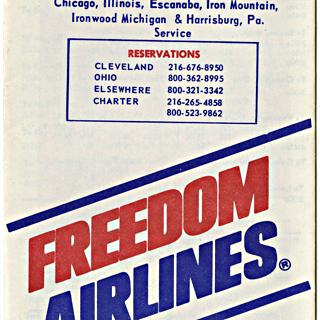 Chicago, Illinois, Escanaba, Iron Mountain,
Ironwood Michigan & Harrisburg, Pa.
Service
RESERVATIONS
CLEVELAND 216-676-8950
OHIO 800-362-8995
ELSEWHERE 800-321-3342
CHARTER 216-265-4858
800-523-9862
FREEDOM
AIRLINES®